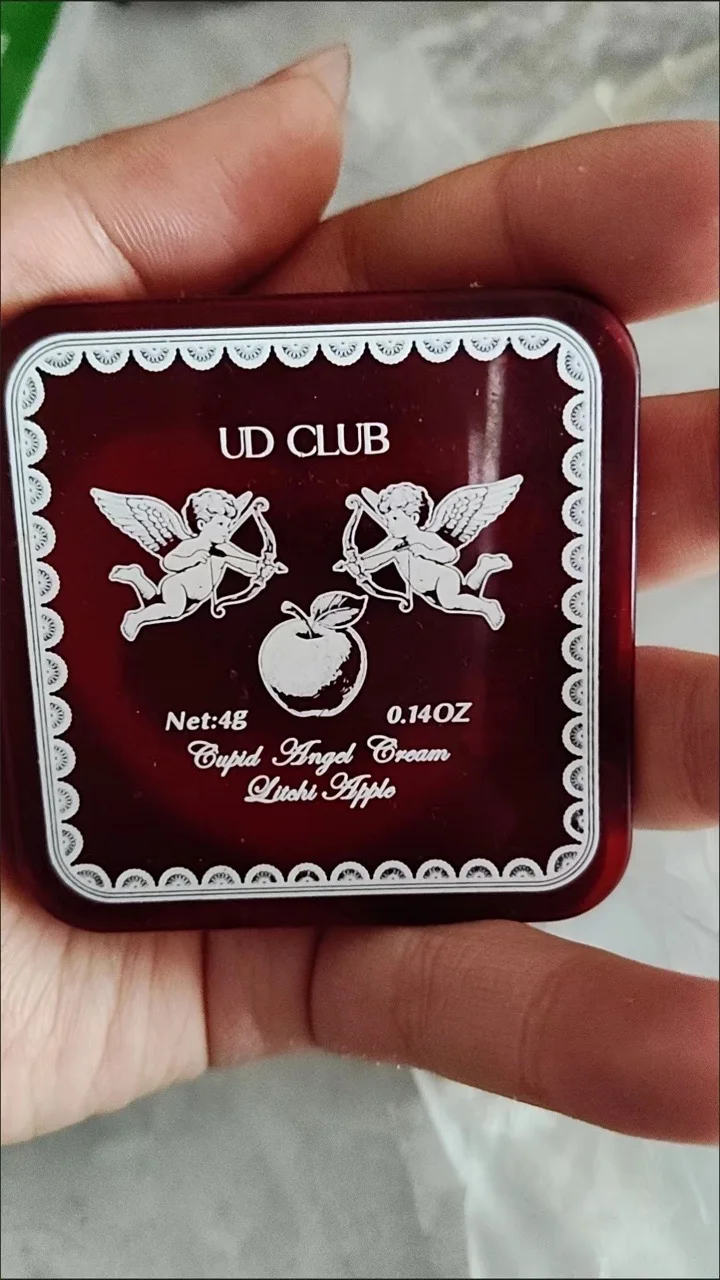 UD CLUB
Net:4g 0.14OZ
Cupid Angel Cream
Litchi Apple